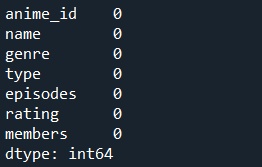 anime_id    0
name        0
genre       0
type        0
episodes    0
rating      0
members     0
dtype: int64